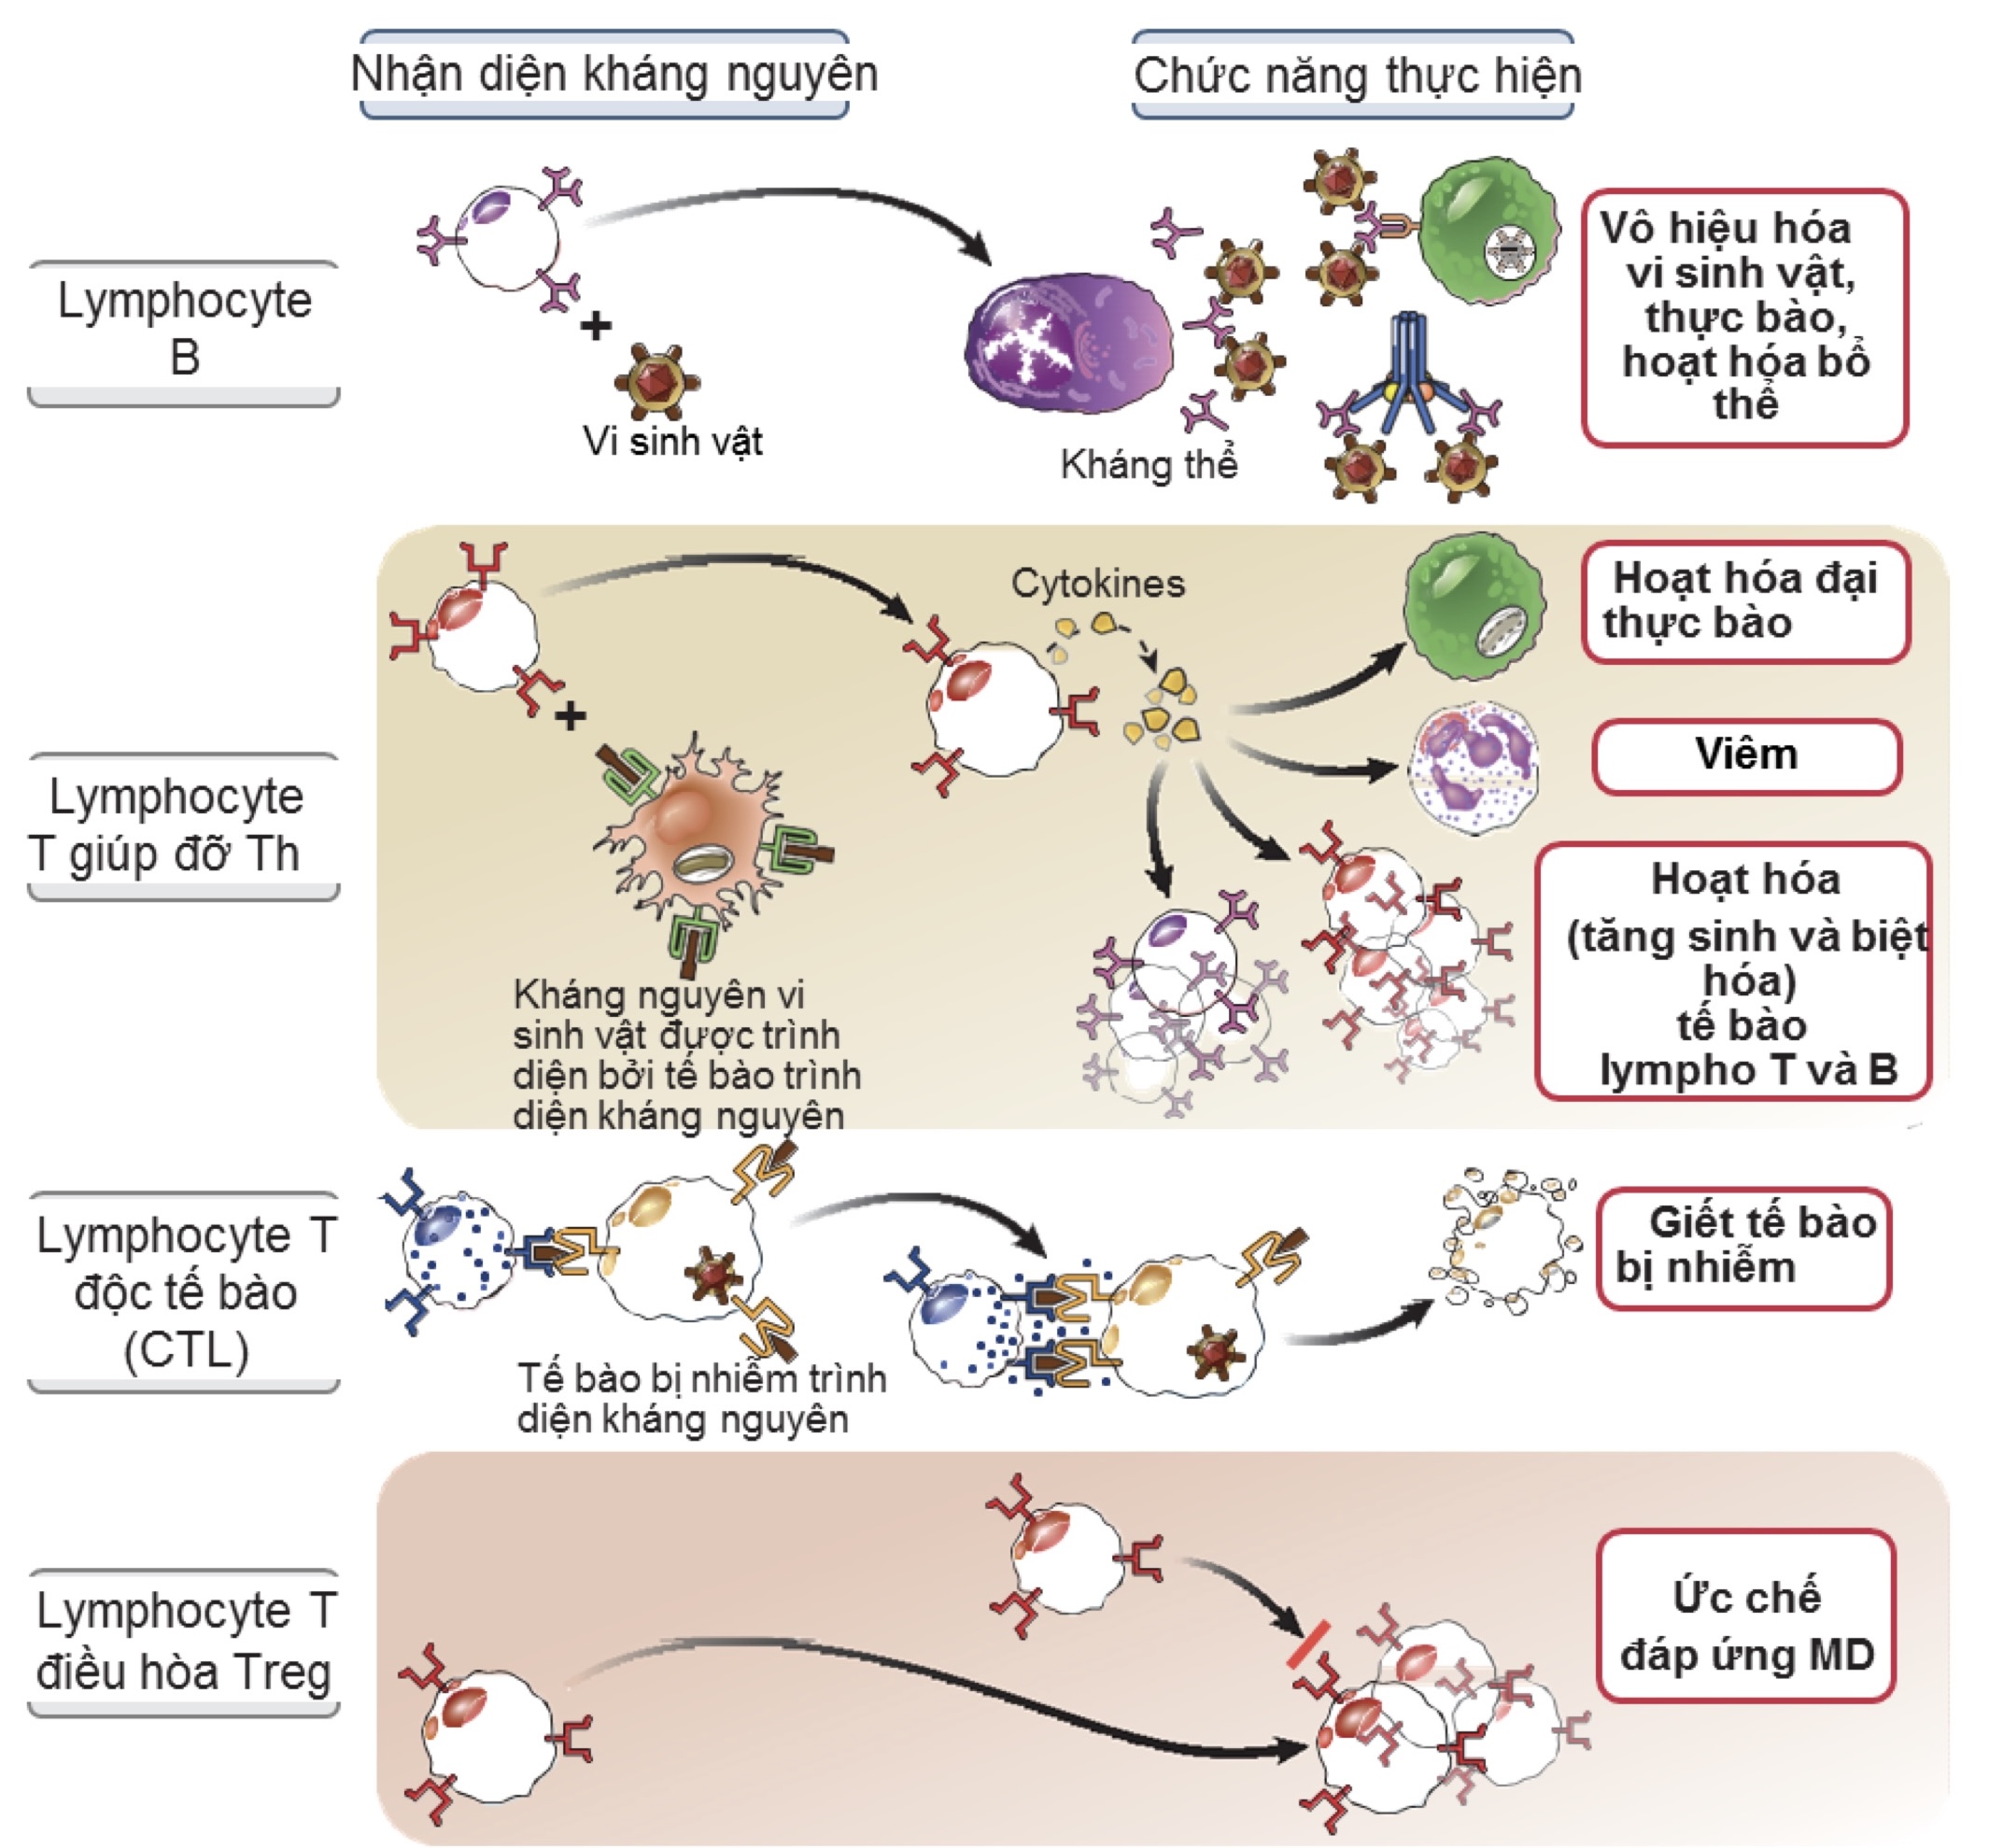 Nhận diện kháng nguyên
Chức năng thực hiện
Lymphocyte
B
Vi sinh vật
Kháng thể
Vô hiệu hóa
vi sinh vật,
thực bào,
hoạt hóa bổ
thể
Lymphocyte
T giúp đỡ Th
Cytokines
Hoạt hóa đại
thực bào
Viêm
Hoạt hóa
(tăng sinh và biệt
hóa)
tế bào
lympho T và B
Kháng nguyên vi
sinh vật được trình
diện bởi tế bào trình
diện kháng nguyên
Lymphocyte T
độc tế bào
(CTL)
Tế bào bị nhiễm trình
diện kháng nguyên
Giết tế bào
bị nhiễm
Lymphocyte T
điều hòa Treg
Ức chế
đáp ứng MD